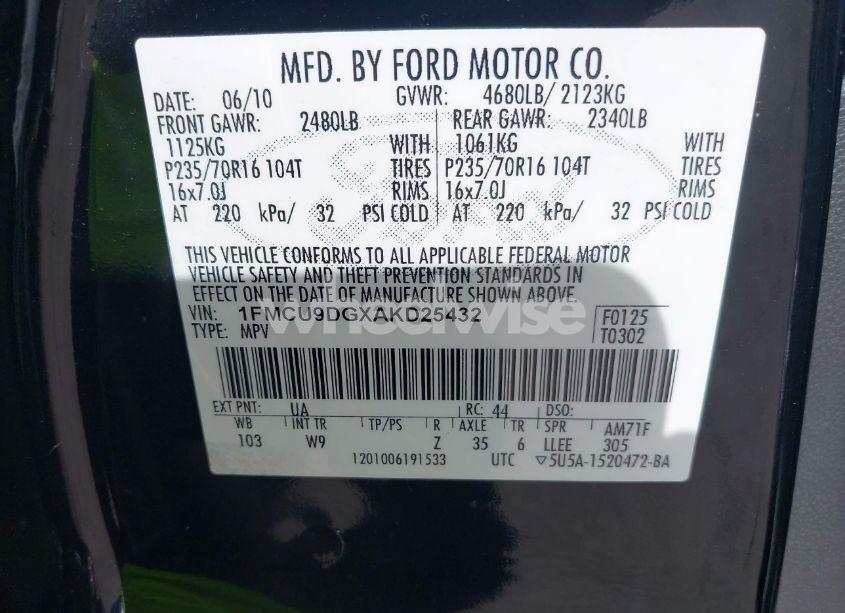 MFD. BY FORD MOTOR CO.
DATE: 06/10 GVWR: 4680LB/ 2123KG
FRONT GAWR: 2480LB REAR GAWR: 2340LB
1125KG WITH 1061KG WITH
P235/70R16 104T TIRES P235/70R16 104T TIRES
16x7.0J RIMS 16x7.0J RIMS
AT 220 kPa/ 32 PSI COLD AT 220 kPa/ 32 PSI COLD
THIS VEHICLE CONFORMS TO ALL APPLICABLE FEDERAL MOTOR
VEHICLE SAFETY AND THEFT PREVENTION STANDARDS IN
EFFECT ON THE DATE OF MANUFACTURE SHOWN ABOVE.
VIN: 1FMCU9DGXAKD25432 F0125
TYPE: MPV T0302
wheelwise
EXT PNT: UA RC: 44 DSO:
WB INT TR TP/PS R AXLE TR SPR AM71F
103 W9 Z 35 6 LLEE 305
1201006191533 UTC ▽5U5A-1520472-BA